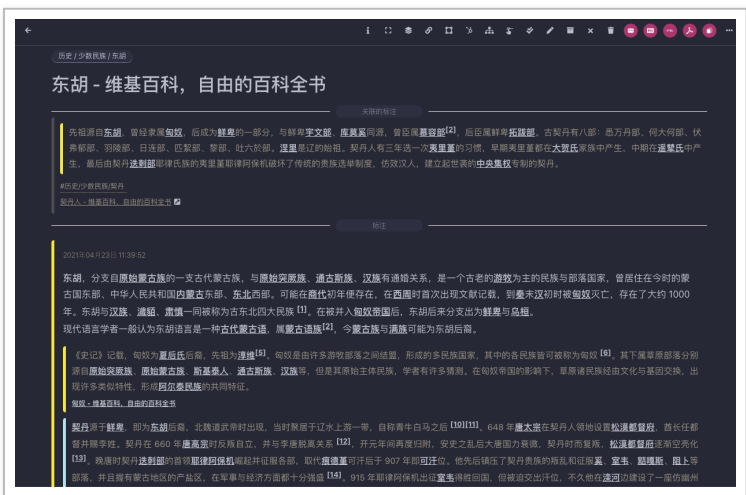 历史 / 少数民族 / 东胡
东胡 - 维基百科，自由的百科全书
关联的标注
先祖源自东胡，曾经隶属匈奴，后成为鲜卑的一部分，与鲜卑宇文部、库莫奚同源，曾臣属慕容部[2]，后臣属鲜卑拓跋部。古契丹有八部：悉万丹部、何大何部、伏
弗郁部、羽陵部、日连部、匹絜部、黎部、吐六於部。涅里是辽的始祖。契丹人有三年选一次夷里堇的习惯，早期夷里堇都在大贺氏家族中产生，中期在遥辇氏中产
生，最后由契丹迭剌部耶律氏族的夷里堇耶律阿保机破坏了传统的贵族选举制度，仿效汉人，建立起世袭的中央集权专制的契丹。
#历史/少数民族/契丹
契丹人 - 维基百科，自由的百科全书
标注
2021年04月23日 11:39:52
东胡，分支自原始蒙古族的一支古代蒙古族，与原始突厥族、通古斯族、汉族有通婚关系，是一个古老的游牧为主的民族与部落国家，曾居住在今时的蒙
古国东部、中华人民共和国内蒙古东部、东北西部。可能在商代初年便存在，在西周时首次出现文献记载，到秦末汉初时被匈奴灭亡，存在了大约 1000
年。东胡与汉族、濊貊、肃慎一同被称为古东北四大民族 [1]。在被并入匈奴帝国后，东胡后来分支出为鲜卑与乌桓。
现代语言学者一般认为东胡语言是一种古代蒙古语，属蒙古语族[2]，今蒙古族与满族可能为东胡后裔。
《史记》记载，匈奴为夏后氏后裔，先祖为淳维[5]，匈奴是由许多游牧部落之间结盟，形成的多民族国家，其中的各民族皆可被称为匈奴 [6]。其下属草原部落分别
源自原始突厥族、原始蒙古族、斯基泰人、通古斯族、汉族等，但是其原始主体民族，学者有许多猜测。在匈奴帝国的影响下，草原诸民族经由文化与基因交换，出
现许多类似特性，形成阿尔泰民族的共同特征。
匈奴 - 维基百科，自由的百科全书
契丹源于鲜卑，即为东胡后裔，北魏道武帝时出现，当时聚居于辽水上游一带，自称青牛白马之后 [10][11]。648 年唐太宗在契丹人领地设置松漠都督府，酋长任都
督并赐李姓。契丹在 660 年唐高宗时反叛自立，并与李唐脱离关系 [12]，开元年间再度归附，安史之乱后大唐国力衰微，契丹时而复叛，松漠都督府逐渐空壳化
[13]。晚唐时契丹迭剌部的首领耶律阿保机崛起并征服各部，取代痕德堇可汗后于 907 年即可汗位。他先后镇压了契丹贵族的叛乱和征服奚、室韦、黠戛斯、阻卜等
部落，并且握有蒙古地区的产盐区，在军事与经济方面都十分强盛 [14]。915 年耶律阿保机出征室韦得胜回国，但被迫交出汗位，不久他在滦河边建设了一座仿幽州